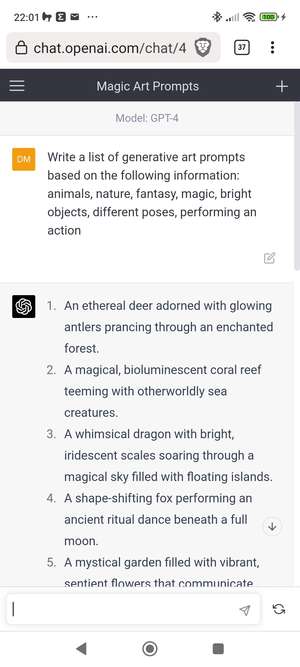 22:01
100
chat.openai.com/chat/4
37
Magic Art Prompts
Model: GPT-4
DM
Write a list of generative art prompts
based on the following information:
animals, nature, fantasy, magic, bright
objects, different poses, performing an
action
1. An ethereal deer adorned with glowing
antlers prancing through an enchanted
forest.
2. A magical, bioluminescent coral reef
teeming with otherworldly sea
creatures.
3. A whimsical dragon with bright,
iridescent scales soaring through a
magical sky filled with floating islands.
4. A shape-shifting fox performing an
ancient ritual dance beneath a full
moon.
5. A mystical garden filled with vibrant,
sentient flowers that communicate